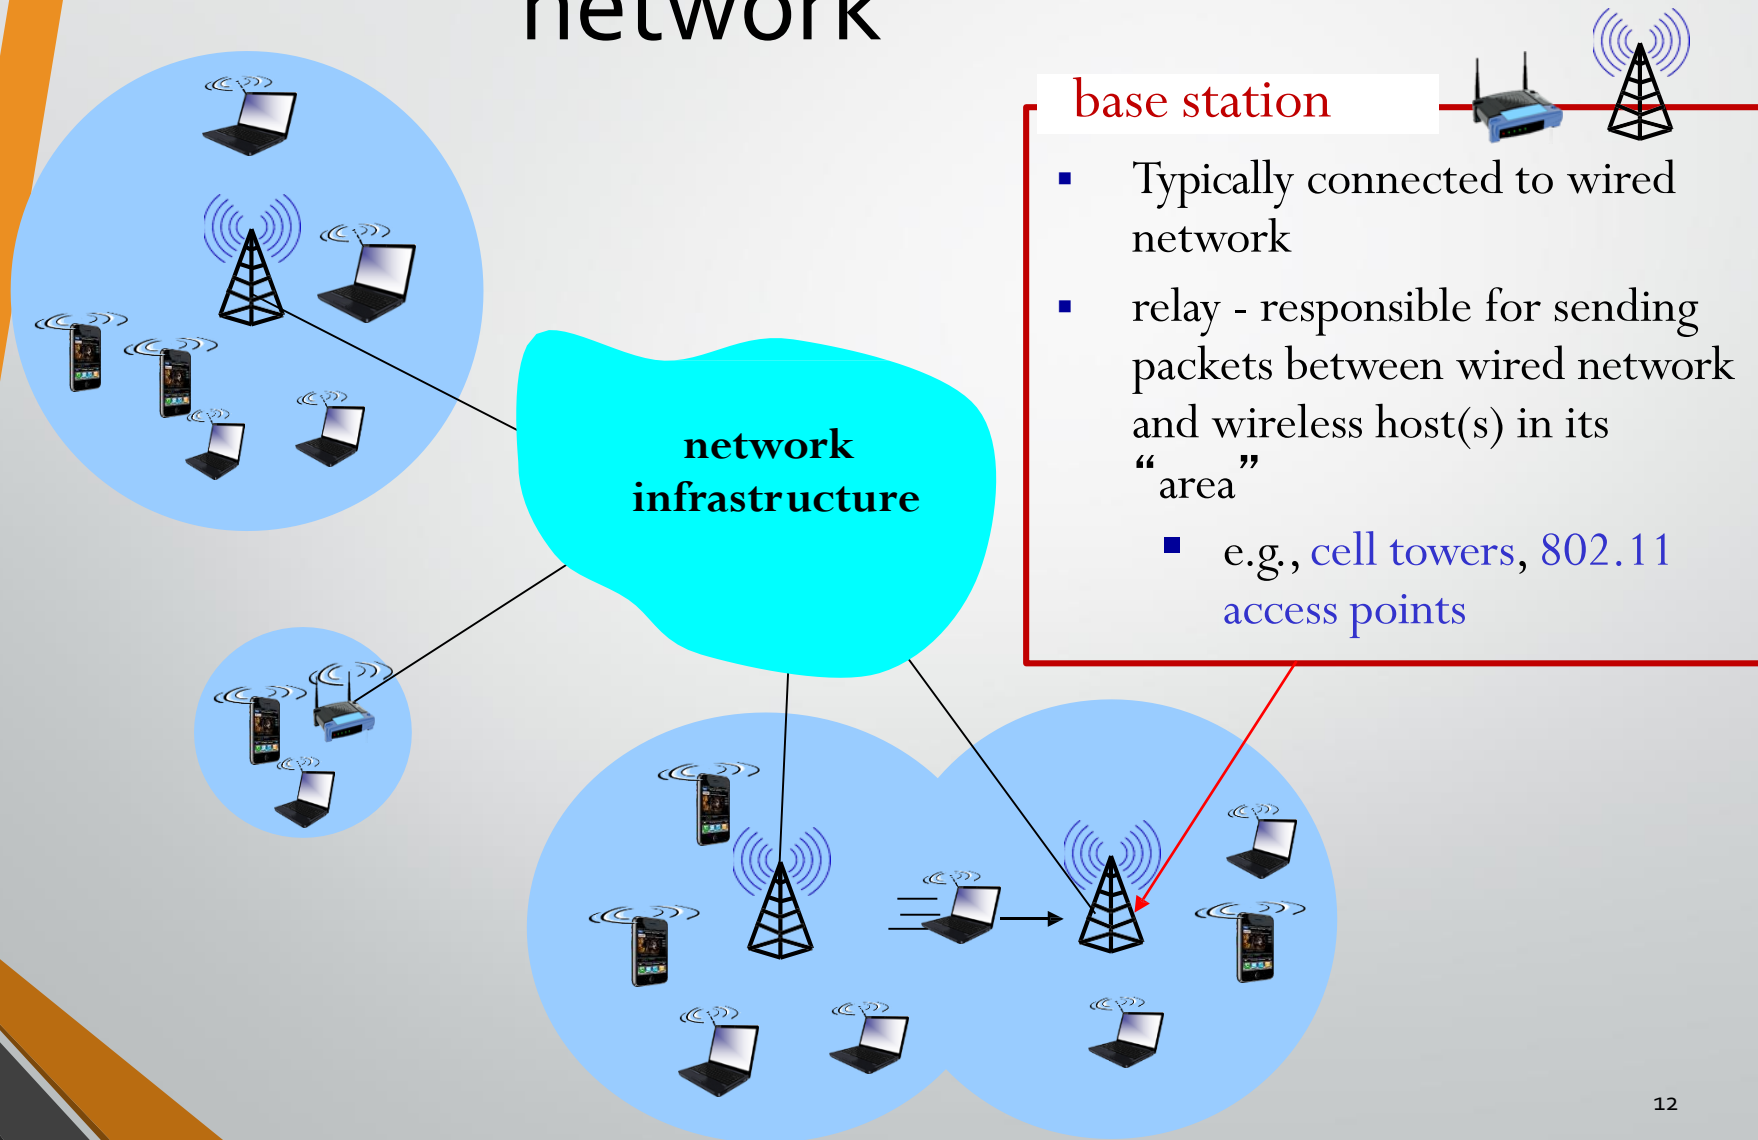 network
base station
Typically connected to wired
network
relay - responsible for sending
packets between wired network
and wireless host(s) in its
“area”
e.g., cell towers, 802.11
access points
network
infrastructure
12